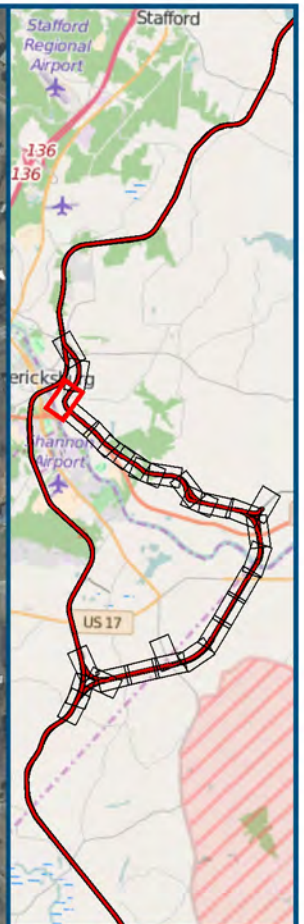 Stafford
Stafford
Regional
Airport
136
136
ericksburg
Shannon
Airport
US 17